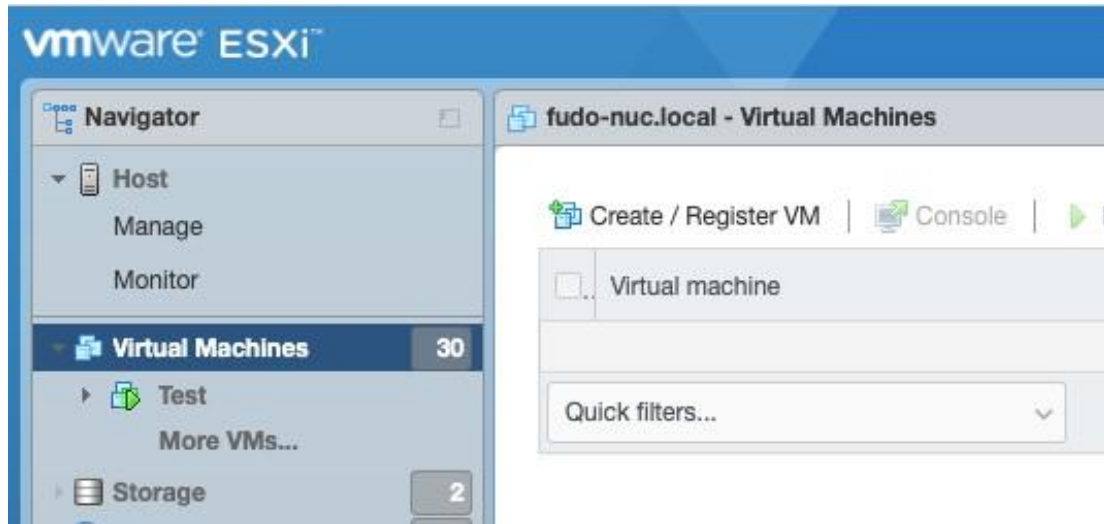 vmware ESXi™
Navigator
Host
Manage
Monitor
Virtual Machines 30
Test
More VMs...
Storage 2
fudo-nuc.local - Virtual Machines
Create / Register VM | Console |
Virtual machine
Quick filters...